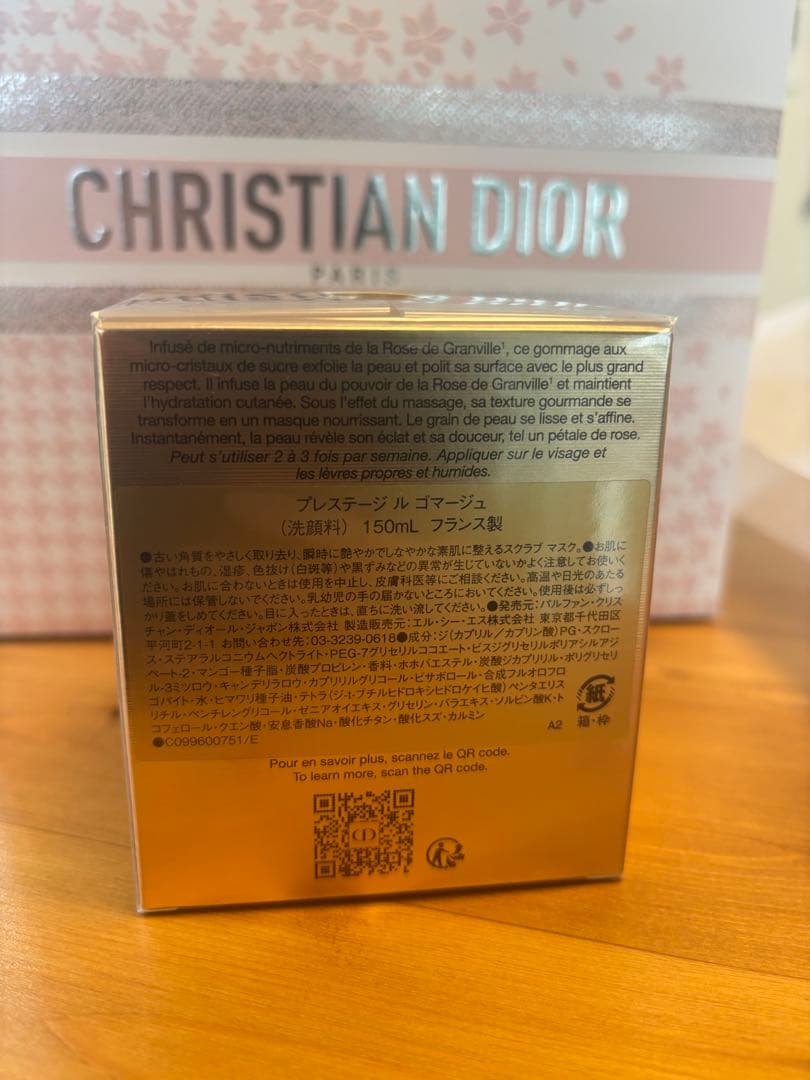 CHRISTIAN DIOR
PARIS
Infusé de micro-nutriments de la Rose de Granville¹, ce gommage aux
micro-cristaux de sucre exfolie la peau et polit sa surface avec le plus grand
respect. Il infuse la peau du pouvoir de la Rose de Granville¹ et maintient
l'hydratation cutanée. Sous l'effet du massage, sa texture gourmande se
transforme en un masque nourrissant. Le grain de peau se lisse et s'affine.
Instantanément, la peau révèle son éclat et sa douceur, tel un pétale de rose.
Peut s'utiliser 2 à 3 fois par semaine. Appliquer sur le visage et
les lèvres propres et humides.
プレステージ ル ゴマージュ
(洗顔料) 150mL フランス製
●古い角質をやさしく取り去り、瞬時に艶やかでしなやかな素肌に整えるスクラブ マスク。●お肌に
傷やはれもの、湿疹、色抜け(白斑等)や黒ずみなどの異常が生じていないかよく注意してお使いく
ださい。お肌に合わないときは使用を中止し、皮膚科医等にご相談ください。高温や日光のあたる
場所には保管しないでください。乳幼児の手の届かないところにおいてください。使用後は必ずしっ
かり蓋をしめてください。目に入ったときは、直ちに洗い流してください。●発売元:パルファン・クリス
チャン・ディオール・ジャポン株式会社 製造販売元:エル・シー・エス株式会社 東京都千代田区
平河町2-1-1 お問い合わせ先:03-3239-0618●成分:ジ(カプリル/カプリン酸)PG・スクロー
ス・ステアラルコニウムヘクトライト・PEG-7グリセリルココエート・ビスジグリセリルポリアシルアジ
ペート-2・マンゴー種子脂・炭酸プロピレン・香料・ホホバエステル・炭酸ジカプリリル・ポリグリセリ
ル-3ミツロウ・キャンデリラロウ・カプリリルグリコール・ビサボロール・合成フルオロフロ
ゴパイト・水・ヒマワリ種子油・テトラ(ジ-t-ブチルヒドロキシヒドロケイヒ酸)ペンタエリス
リチル・ペンチレングリコール・ゼニアオイエキス・グリセリン・バラエキス・ソルビン酸K・ト
コフェロール・クエン酸・安息香酸Na・酸化チタン・酸化スズ・カルミン
●C099600751/E
A2
紙
箱・枠
Pour en savoir plus, scannez le QR code.
To learn more, scan the QR code.
CD